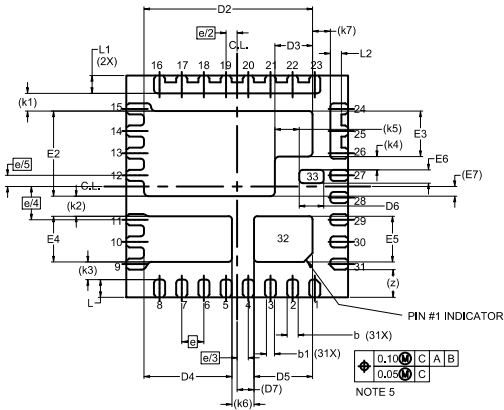 D2
(k7)
e/2
C.L.
D3
L2
L1
(2X)
16 17 18 19 20 21 22 23
(k1)
15
24
(k5)
14
25
E3
(k4)
13
26
E2
E6
e/5
12
33
27
(E7)
C.L.
28
D6
e/4
(k2)
11
29
E4
10
32
30
E5
(k3)
9
31
(z)
L
8 7 6 5 4 3 2 1
PIN #1 INDICATOR
e
b (31X)
e/3
b1 (31X)
0.10 Ⓜ C A B
0.05 Ⓜ C
D4
D5
(D7)
NOTE 5
(k6)